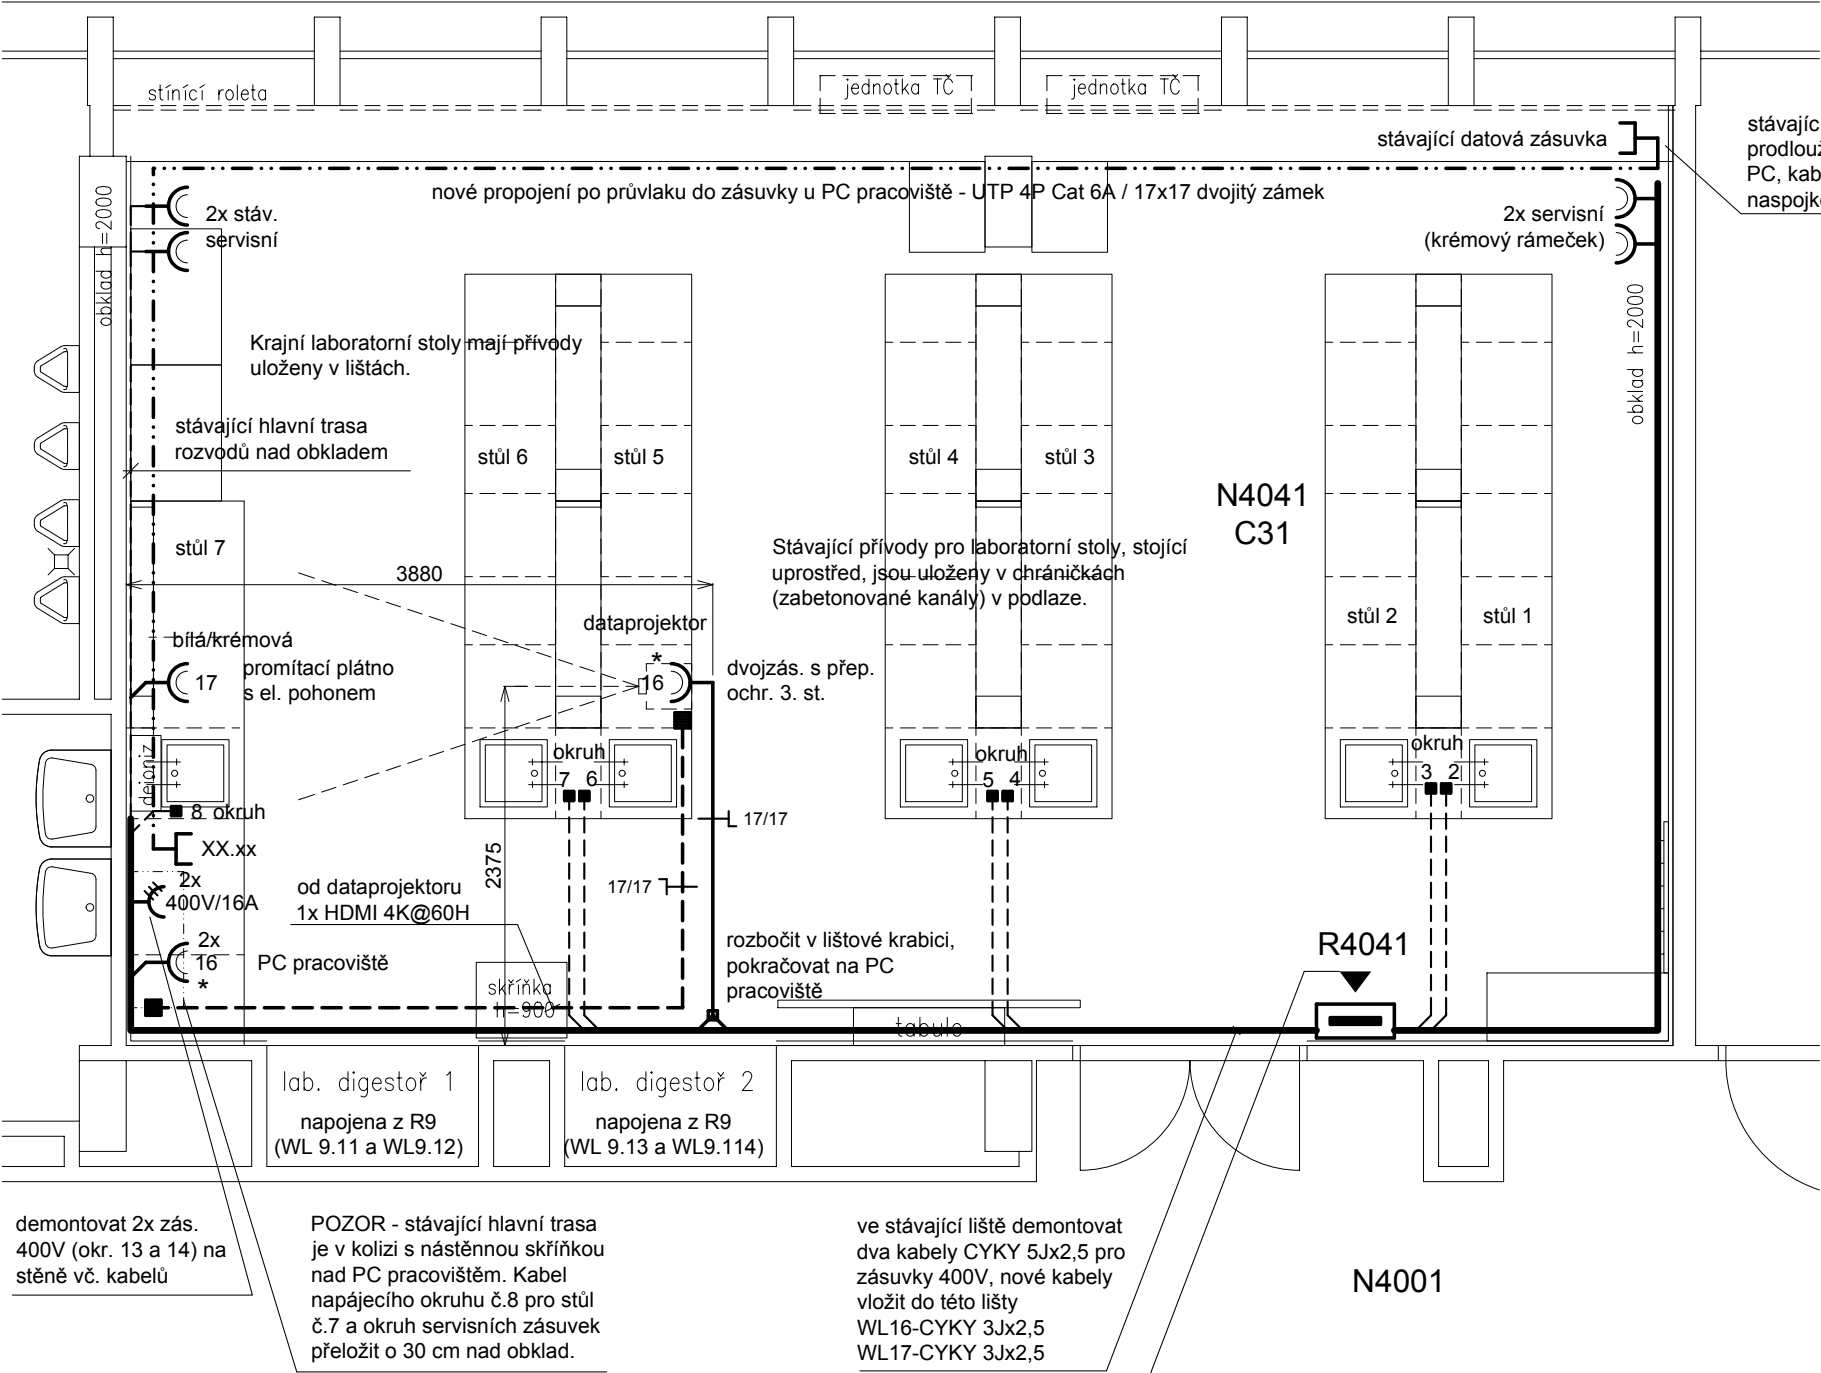 stínící roleta
jednotka TČ
jednotka TČ
stávající datová zásuvka
stávajíc
prodlouž
PC, kab
naspojk
nové propojení po průvlaku do zásuvky u PC pracoviště - UTP 4P Cat 6A / 17x17 dvojitý zámek
2x stáv.
servisní
2x servisní
(krémový rámeček)
obklad h=2000
obklad h=2000
Krajní laboratorní stoly mají přívody
uloženy v lištách.
stávající hlavní trasa
rozvodů nad obkladem
stůl 6
stůl 5
stůl 4
stůl 3
N4041
C31
stůl 7
3880
Stávající přívody pro laboratorní stoly, stojící
uprostřed, jsou uloženy v chráničkách
(zabetonované kanály) v podlaze.
stůl 2
stůl 1
dataprojektor
bílá/krémová
17
promítací plátno
s el. pohonem
*
16
dvojzás. s přep.
ochr. 3. st.
okruh
7 6
okruh
5 4
okruh
3 2
dejoniz
8 okruh
17/17
XX.xx
2375
2x
400V/16A
od dataprojektoru
1x HDMI 4K@60H
17/17
2x
16
*
PC pracoviště
rozbočit v lištové krabici,
pokračovat na PC
pracoviště
R4041
skříňka
h=900
tabule
lab. digestoř 1
napojena z R9
(WL 9.11 a WL9.12)
lab. digestoř 2
napojena z R9
(WL 9.13 a WL9.114)
demontovat 2x zás.
400V (okr. 13 a 14) na
stěně vč. kabelů
POZOR - stávající hlavní trasa
je v kolizi s nástěnnou skříňkou
nad PC pracovištěm. Kabel
napájecího okruhu č.8 pro stůl
č.7 a okruh servisních zásuvek
přeložit o 30 cm nad obklad.
ve stávající liště demontovat
dva kabely CYKY 5Jx2,5 pro
zásuvky 400V, nové kabely
vložit do této lišty
WL16-CYKY 3Jx2,5
WL17-CYKY 3Jx2,5
N4001